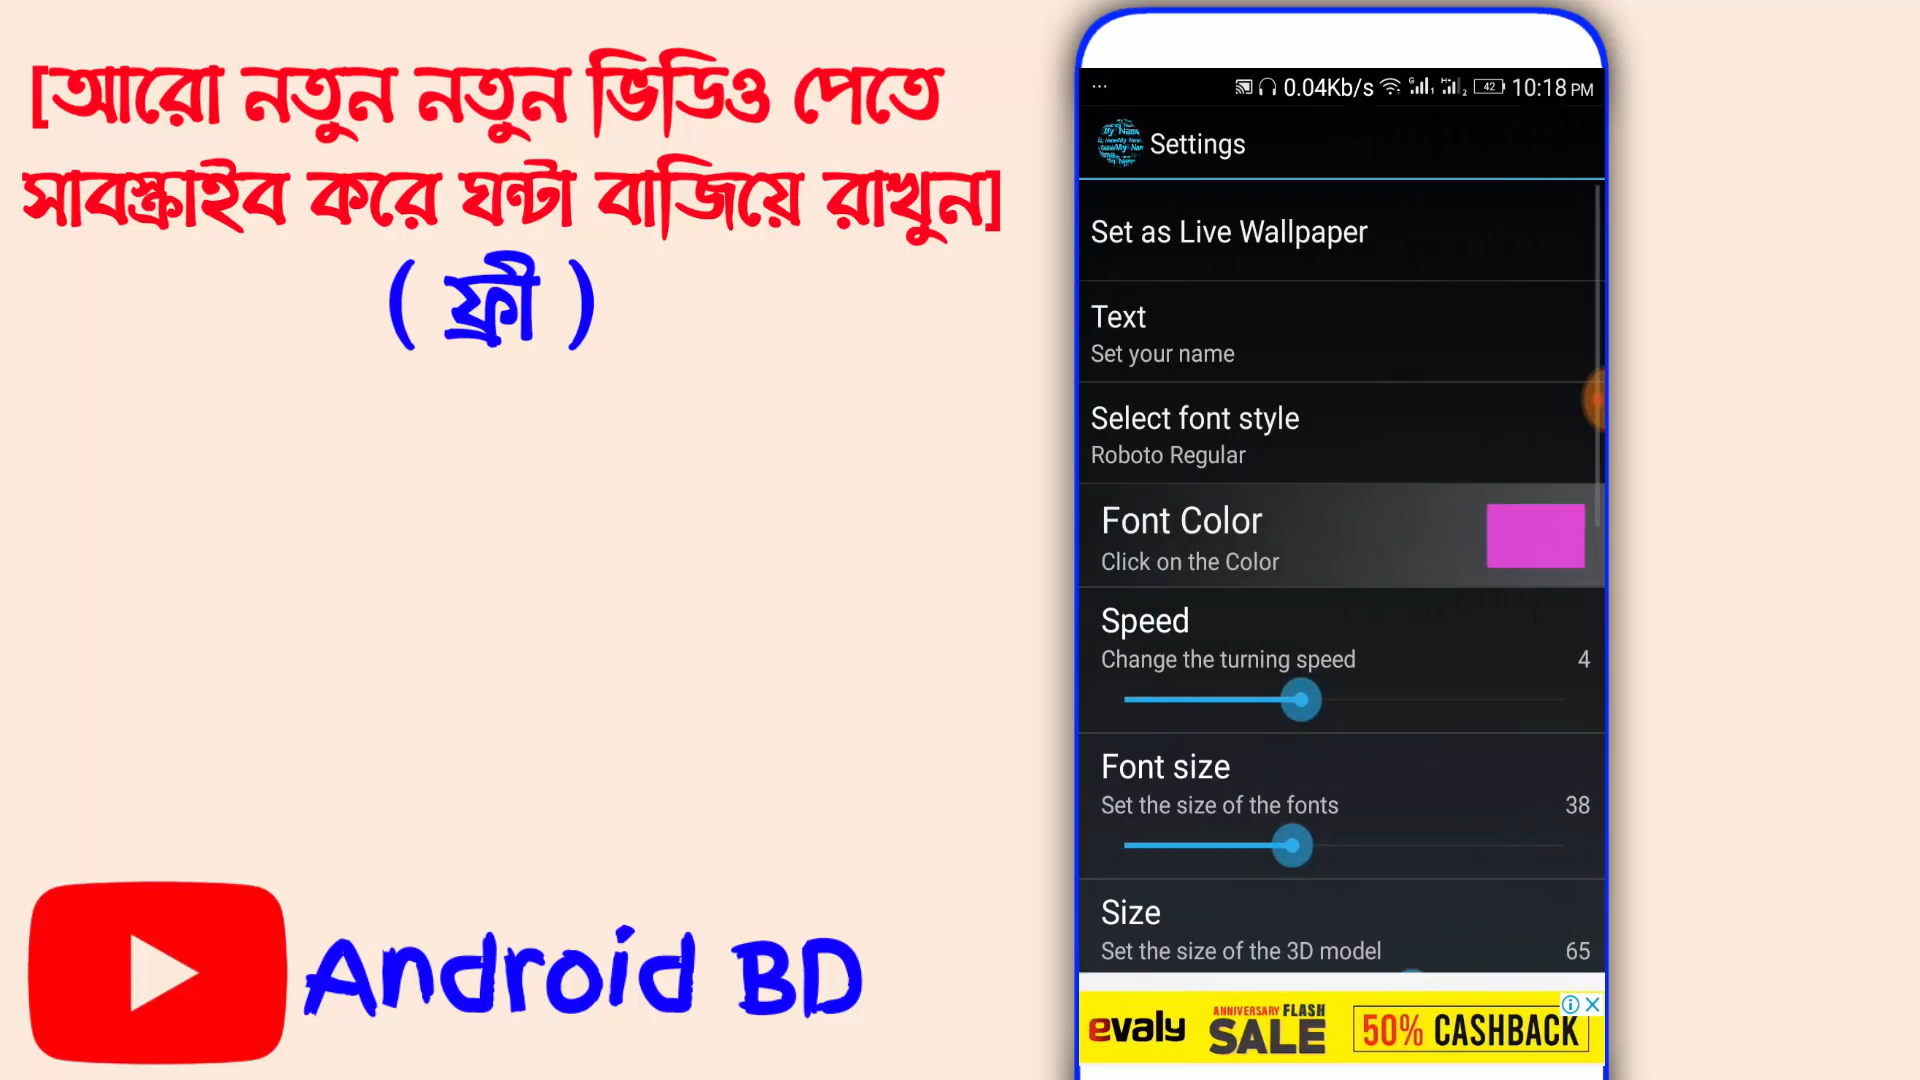 [আরো নতুন নতুন ভিডিও পেতে
সাবস্ক্রাইব করে ঘন্টা বাজিয়ে রাখুন]
( ফ্রী )
Android BD
... 0.04Kb/s 42 10:18 PM
Settings
Set as Live Wallpaper
Text
Set your name
Select font style
Roboto Regular
Font Color
Click on the Color
Speed
Change the turning speed 4
Font size
Set the size of the fonts 38
Size
Set the size of the 3D model 65
evaly ANNIVERSARY FLASH SALE 50% CASHBACK